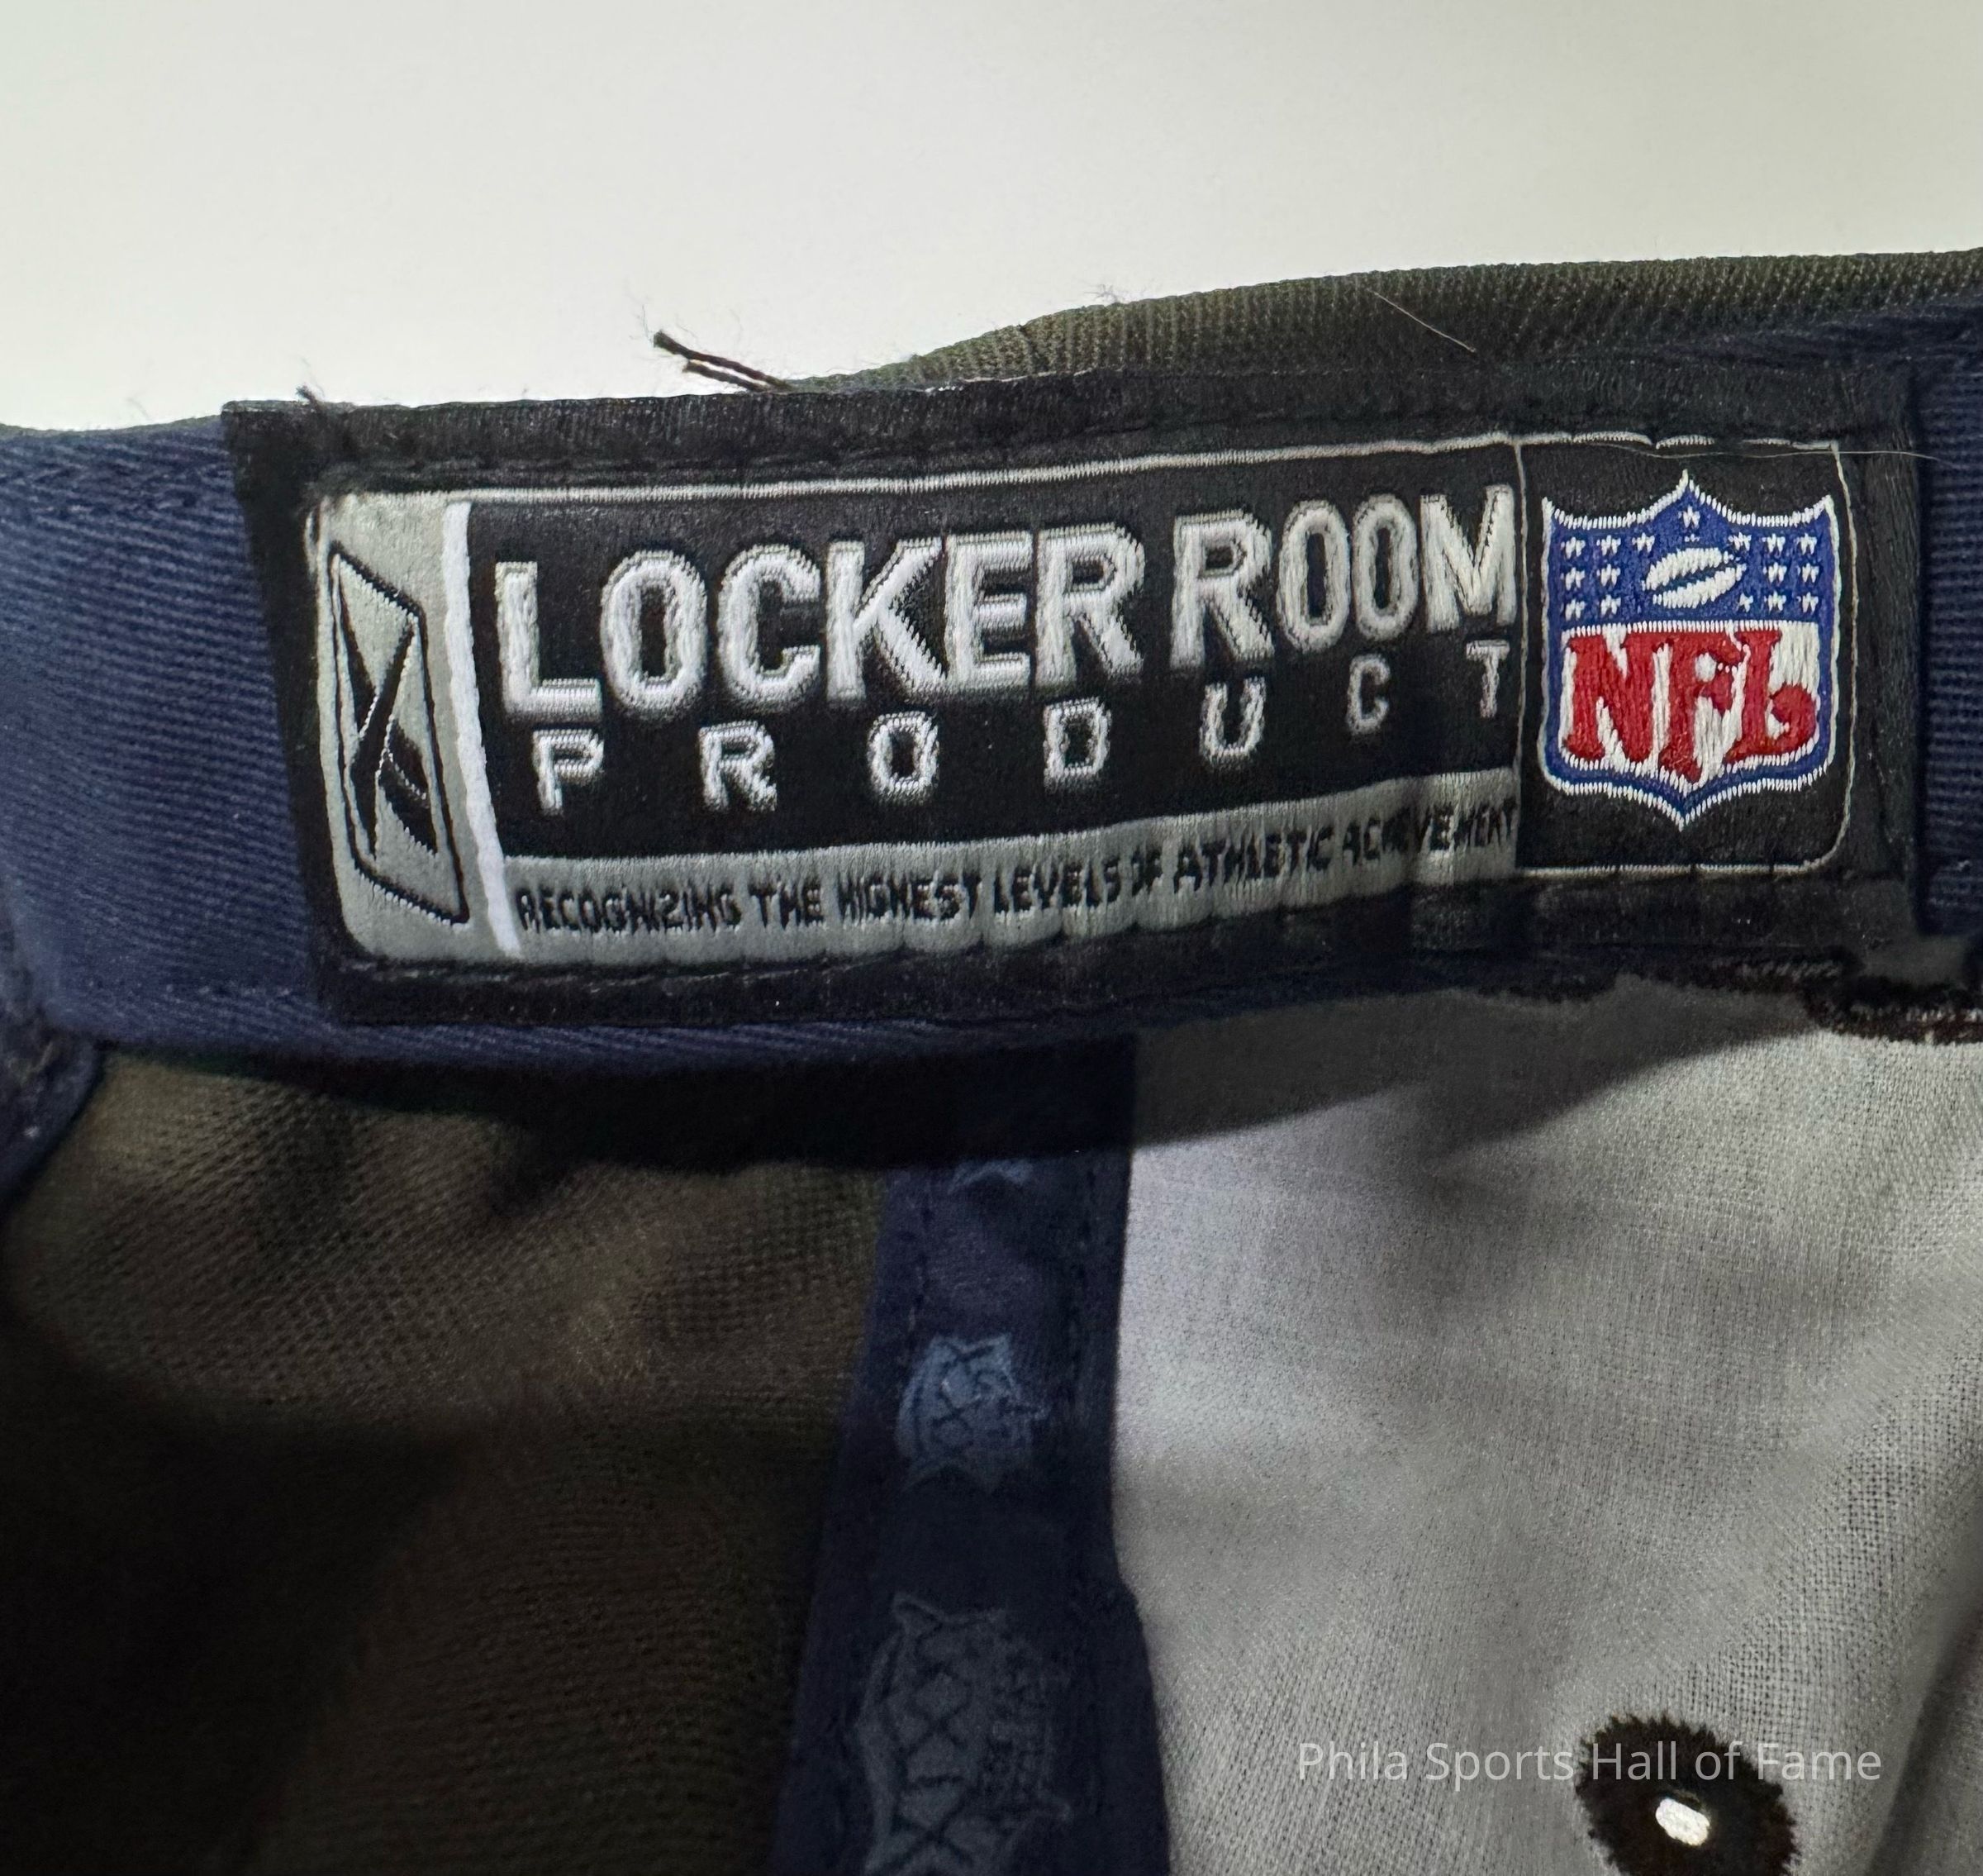 LOCKER ROOM
PRODUCT
RECOGNIZING THE HIGHEST LEVELS OF ATHLETIC ACHIEVEMENT
NFL
Phila Sports Hall of Fame